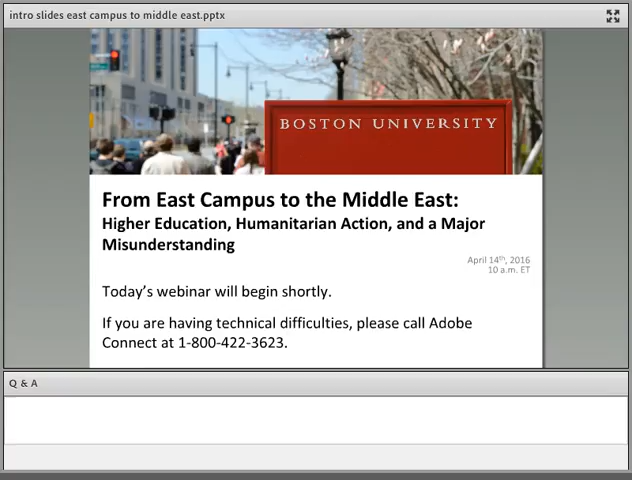 intro slides east campus to middle east.pptx
BOSTON UNIVERSITY
From East Campus to the Middle East:
Higher Education, Humanitarian Action, and a Major
Misunderstanding
April 14th, 2016
10 a.m. ET
Today's webinar will begin shortly.
If you are having technical difficulties, please call Adobe
Connect at 1-800-422-3623.
Q & A